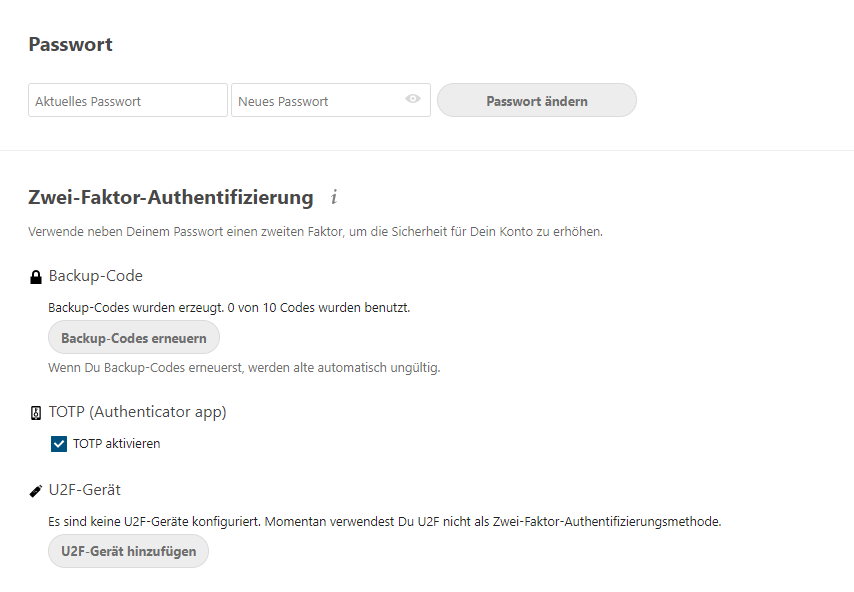 Passwort
Aktuelles Passwort Neues Passwort Passwort ändern
Zwei-Faktor-Authentifizierung i
Verwende neben Deinem Passwort einen zweiten Faktor, um die Sicherheit für Dein Konto zu erhöhen.
Backup-Code
Backup-Codes wurden erzeugt. 0 von 10 Codes wurden benutzt.
Backup-Codes erneuern
Wenn Du Backup-Codes erneuerst, werden alte automatisch ungültig.
TOTP (Authenticator app)
TOTP aktivieren
U2F-Gerät
Es sind keine U2F-Geräte konfiguriert. Momentan verwendest Du U2F nicht als Zwei-Faktor-Authentifizierungsmethode.
U2F-Gerät hinzufügen